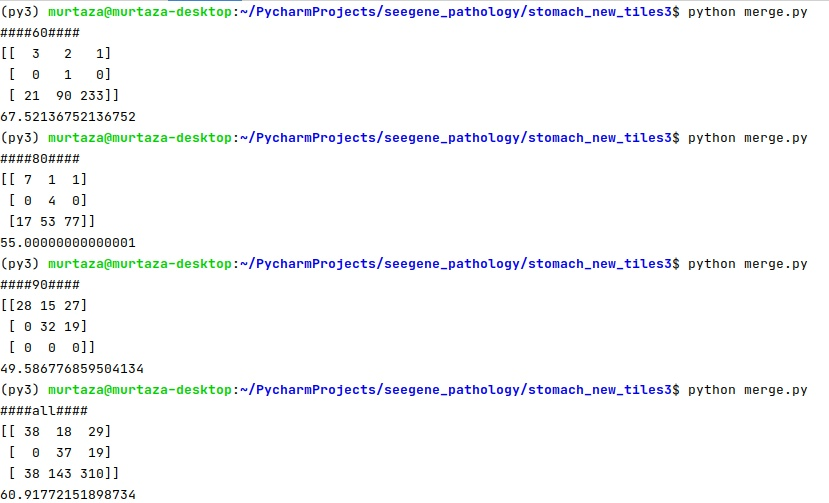 (py3) murtaza@murtaza-desktop:~/PycharmProjects/seegene_pathology/stomach_new_tiles3$ python merge.py
####60####
[[  3   2   1]
 [  0   1   0]
 [ 21  90 233]]
67.52136752136752
(py3) murtaza@murtaza-desktop:~/PycharmProjects/seegene_pathology/stomach_new_tiles3$ python merge.py
####80####
[[ 7  1  1]
 [ 0  4  0]
 [17 53 77]]
55.00000000000001
(py3) murtaza@murtaza-desktop:~/PycharmProjects/seegene_pathology/stomach_new_tiles3$ python merge.py
####90####
[[28 15 27]
 [ 0 32 19]
 [ 0  0  0]]
49.586776859504134
(py3) murtaza@murtaza-desktop:~/PycharmProjects/seegene_pathology/stomach_new_tiles3$ python merge.py
####all####
[[ 38  18  29]
 [  0  37  19]
 [ 38 143 310]]
60.91772151898734